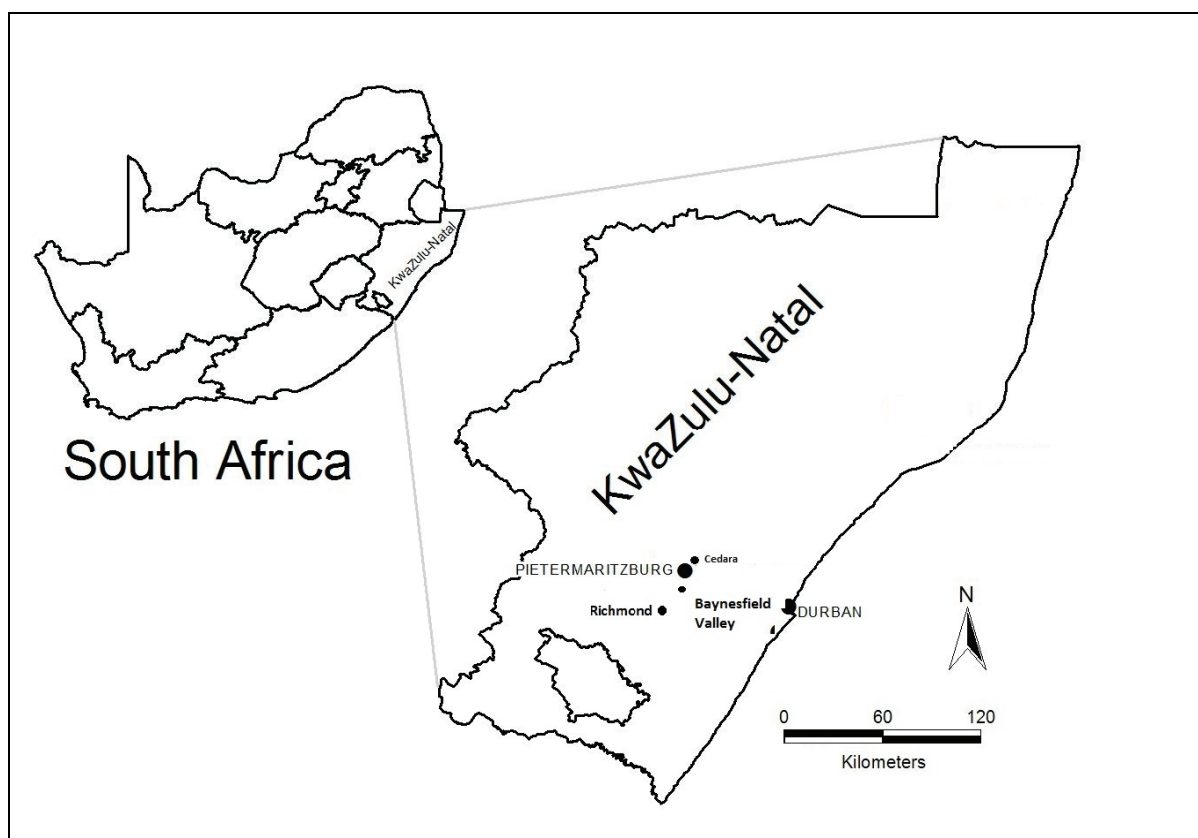 KwaZulu-Natal
South Africa
KwaZulu-Natal
Cedara
PIETERMARITZBURG
Richmond
Baynesfield
Valley
DURBAN
N
0 60 120
Kilometers